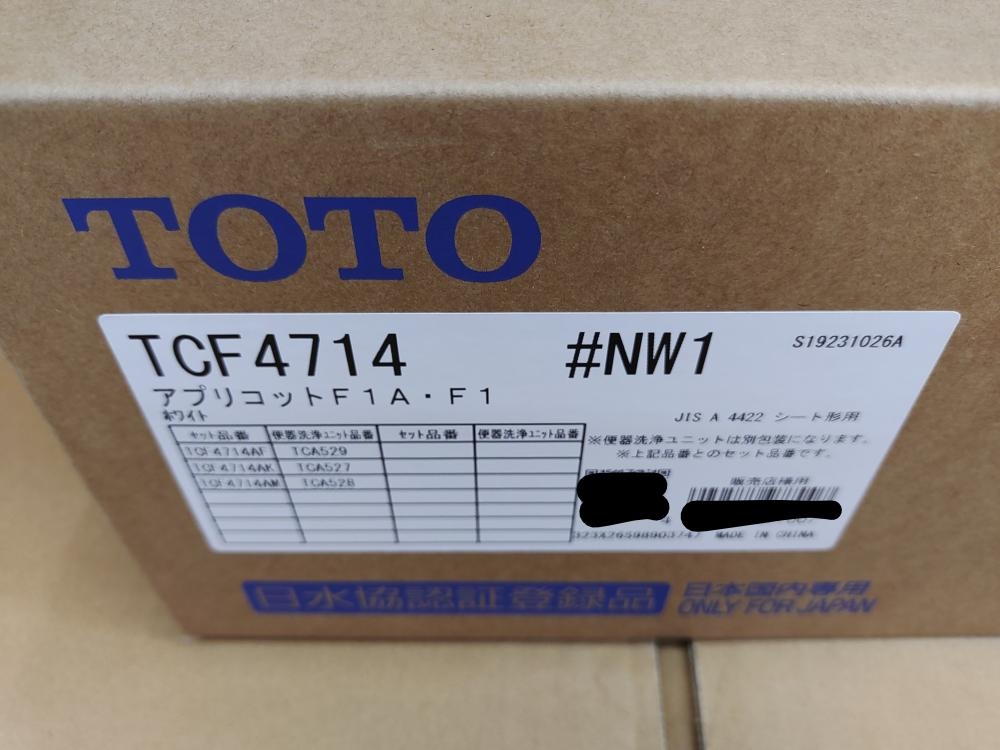 TOTO
TCF4714 #NW1 S19231026A
アプリコットF1A・F1
ホワイト
JIS A 4422 シート形用
セット品番 便器洗浄ユニット品番 セット品番 便器洗浄ユニット品番
※便器洗浄ユニットは別包装になります。
TCF4714AF TCA529
※上記品番とのセット品番です。
TCF4714AK TCA527
TCF4714AM TCA528
販売店様用
MADE IN CHINA
日水協認証登録品
日本国内専用
ONLY FOR JAPAN